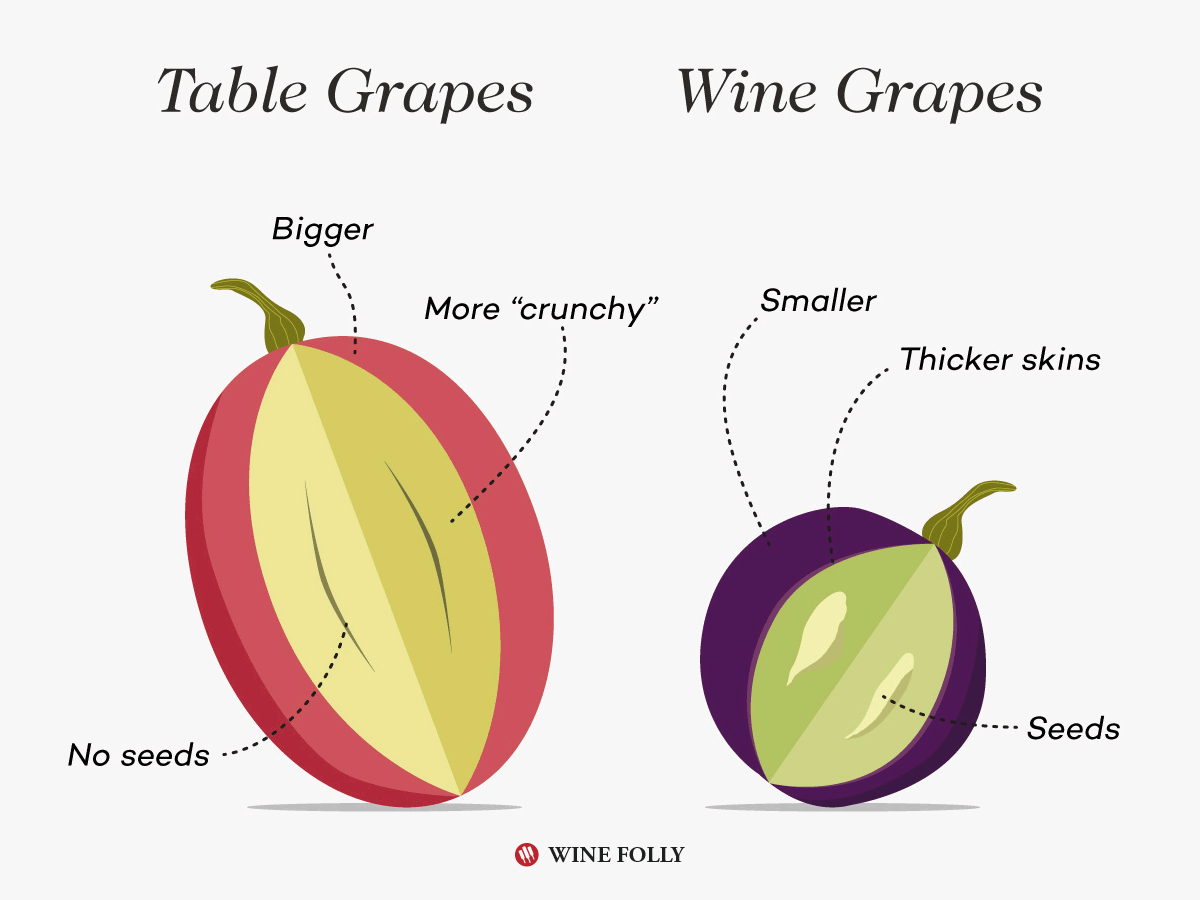 Table Grapes
Wine Grapes
Bigger
More “crunchy”
No seeds
Smaller
Thicker skins
Seeds
WINE FOLLY